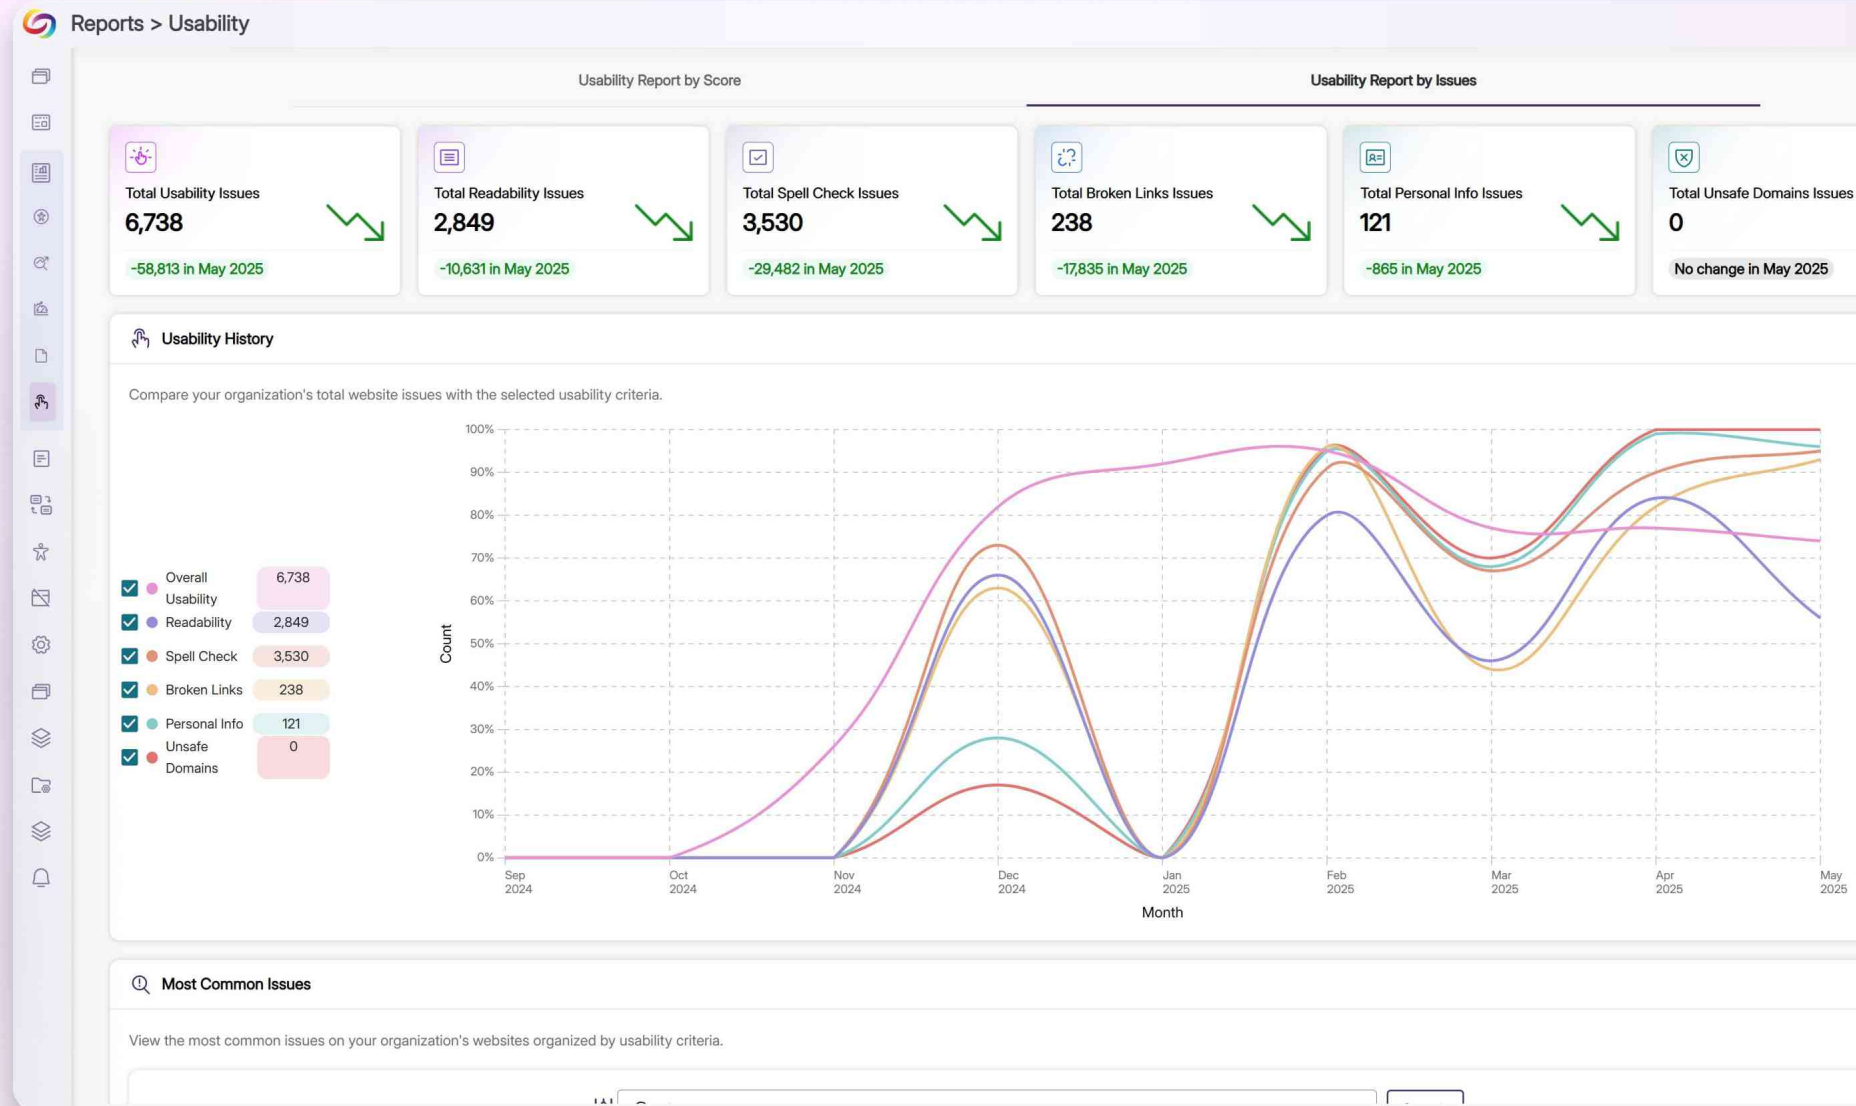 Reports > Usability
Usability Report by Score
Usability Report by Issues
Total Usability Issues
6,738
-58,813 in May 2025
Total Readability Issues
2,849
-10,631 in May 2025
Total Spell Check Issues
3,530
-29,482 in May 2025
Total Broken Links Issues
238
-17,835 in May 2025
Total Personal Info Issues
121
-865 in May 2025
Total Unsafe Domains Issues
0
No change in May 2025
Usability History
Compare your organization's total website issues with the selected usability criteria.
Overall
Usability
6,738
Readability
2,849
Spell Check
3,530
Broken Links
238
Personal Info
121
Unsafe
Domains
0
Count
100%
90%
80%
70%
60%
50%
40%
30%
20%
10%
0%
Sep
2024
Oct
2024
Nov
2024
Dec
2024
Jan
2025
Feb
2025
Mar
2025
Apr
2025
May
2025
Month
Most Common Issues
View the most common issues on your organization's websites organized by usability criteria.